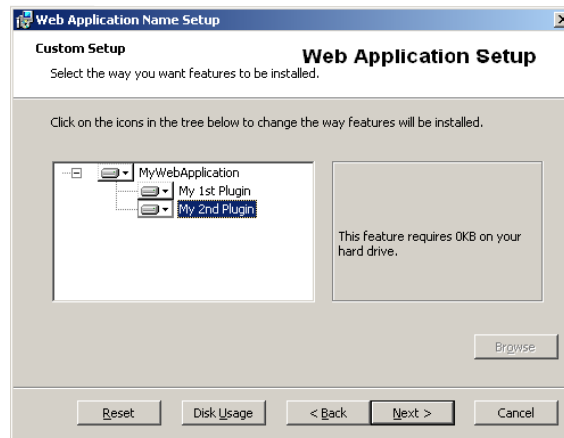 Web Application Name Setup
Custom Setup
Web Application Setup
Select the way you want features to be installed.
Click on the icons in the tree below to change the way features will be installed.
MyWebApplication
My 1st Plugin
My 2nd Plugin
This feature requires 0KB on your
hard drive.
Browse
Reset
Disk Usage
< Back
Next >
Cancel